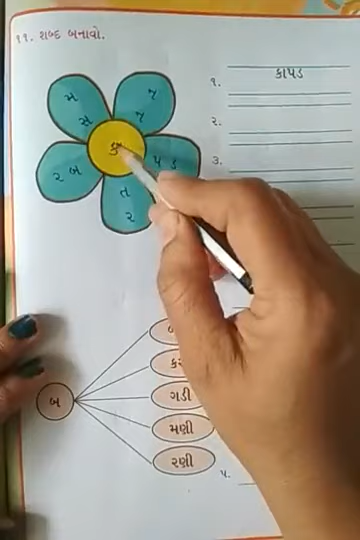 ૧૧. શબ્દ બનાવો.
મ
સ
ન
ન
ર બ
પ ડ
ત
ર
૧.
કાપડ
૨.
૩.
બ
ગડી
મણી
રણી
૫.